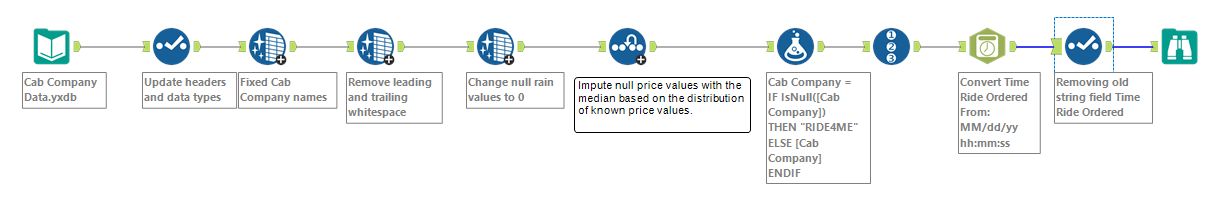 Cab Company
Data.yxdb
Update headers
and data types
Fixed Cab
Company names
Remove leading
and trailing
whitespace
Change null rain
values to 0
Impute null price values with the
median based on the distribution
of known price values.
Cab Company =
IF IsNull([Cab
Company])
THEN "RIDE4ME"
ELSE [Cab
Company]
ENDIF
1
2
3
Convert Time
Ride Ordered
From:
MM/dd/yy
hh:mm:ss
Removing old
string field Time
Ride Ordered